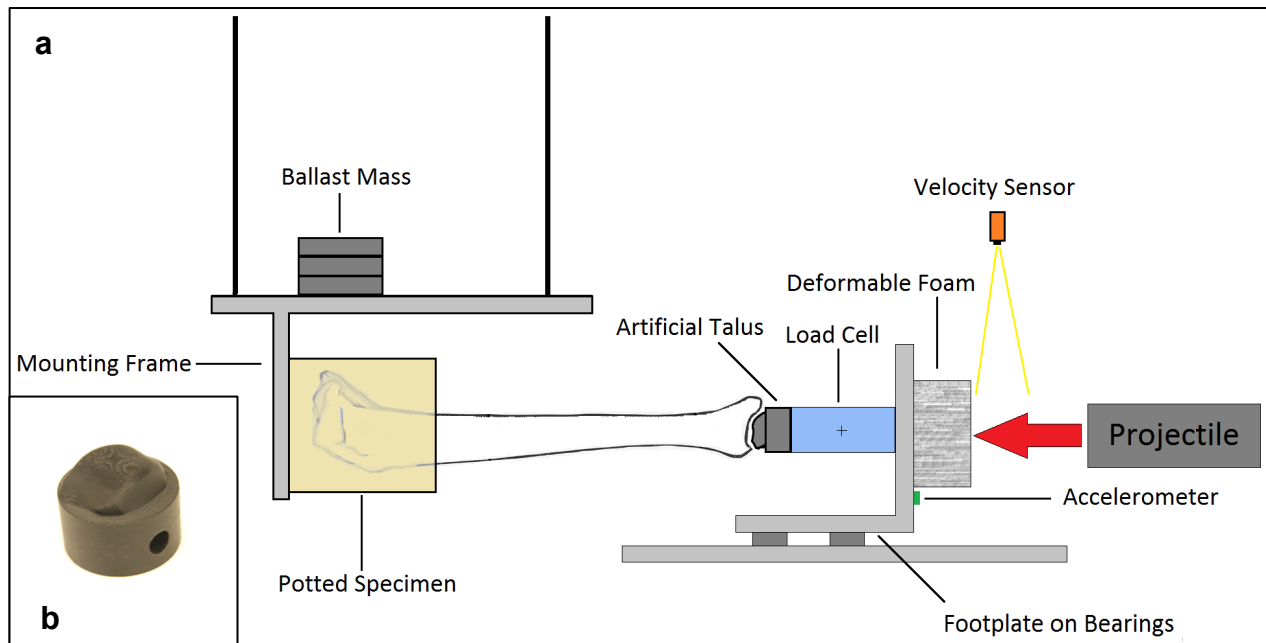 a
Ballast Mass
Velocity Sensor
Deformable Foam
Artificial Talus
Load Cell
Mounting Frame
Projectile
Accelerometer
Potted Specimen
b
Footplate on Bearings